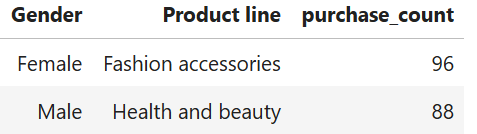 Gender Product line purchase_count
Female Fashion accessories 96
Male Health and beauty 88